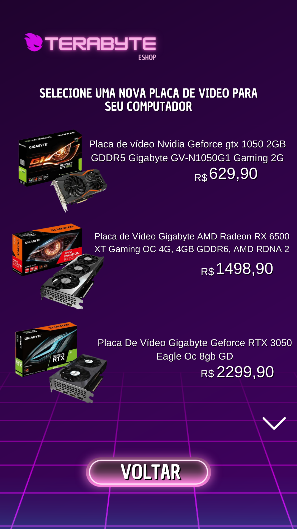 TERABYTE
ESHOP
SELECIONE UMA NOVA PLACA DE VIDEO PARA
SEU COMPUTADOR
Placa de vídeo Nvidia Geforce gtx 1050 2GB
GDDR5 Gigabyte GV-N1050G1 Gaming 2G
R$629,90
Placa de Vídeo Gigabyte AMD Radeon RX 6500
XT Gaming OC 4G, 4GB GDDR6, AMD RDNA 2
R$1498,90
Placa De Vídeo Gigabyte Geforce RTX 3050
Eagle Oc 8gb GD
R$2299,90
VOLTAR